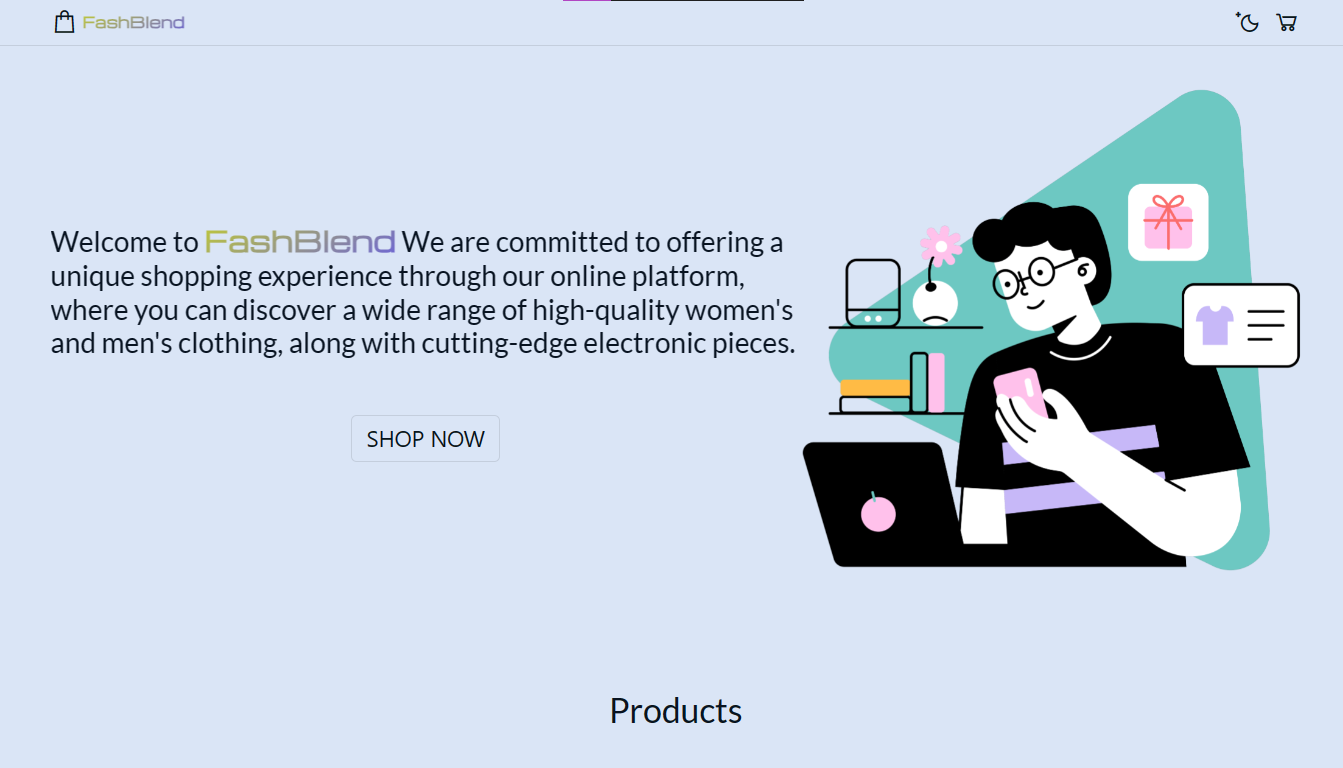 FashBlend
Welcome to FashBlend We are committed to offering a
unique shopping experience through our online platform,
where you can discover a wide range of high-quality women's
and men's clothing, along with cutting-edge electronic pieces.
SHOP NOW
Products